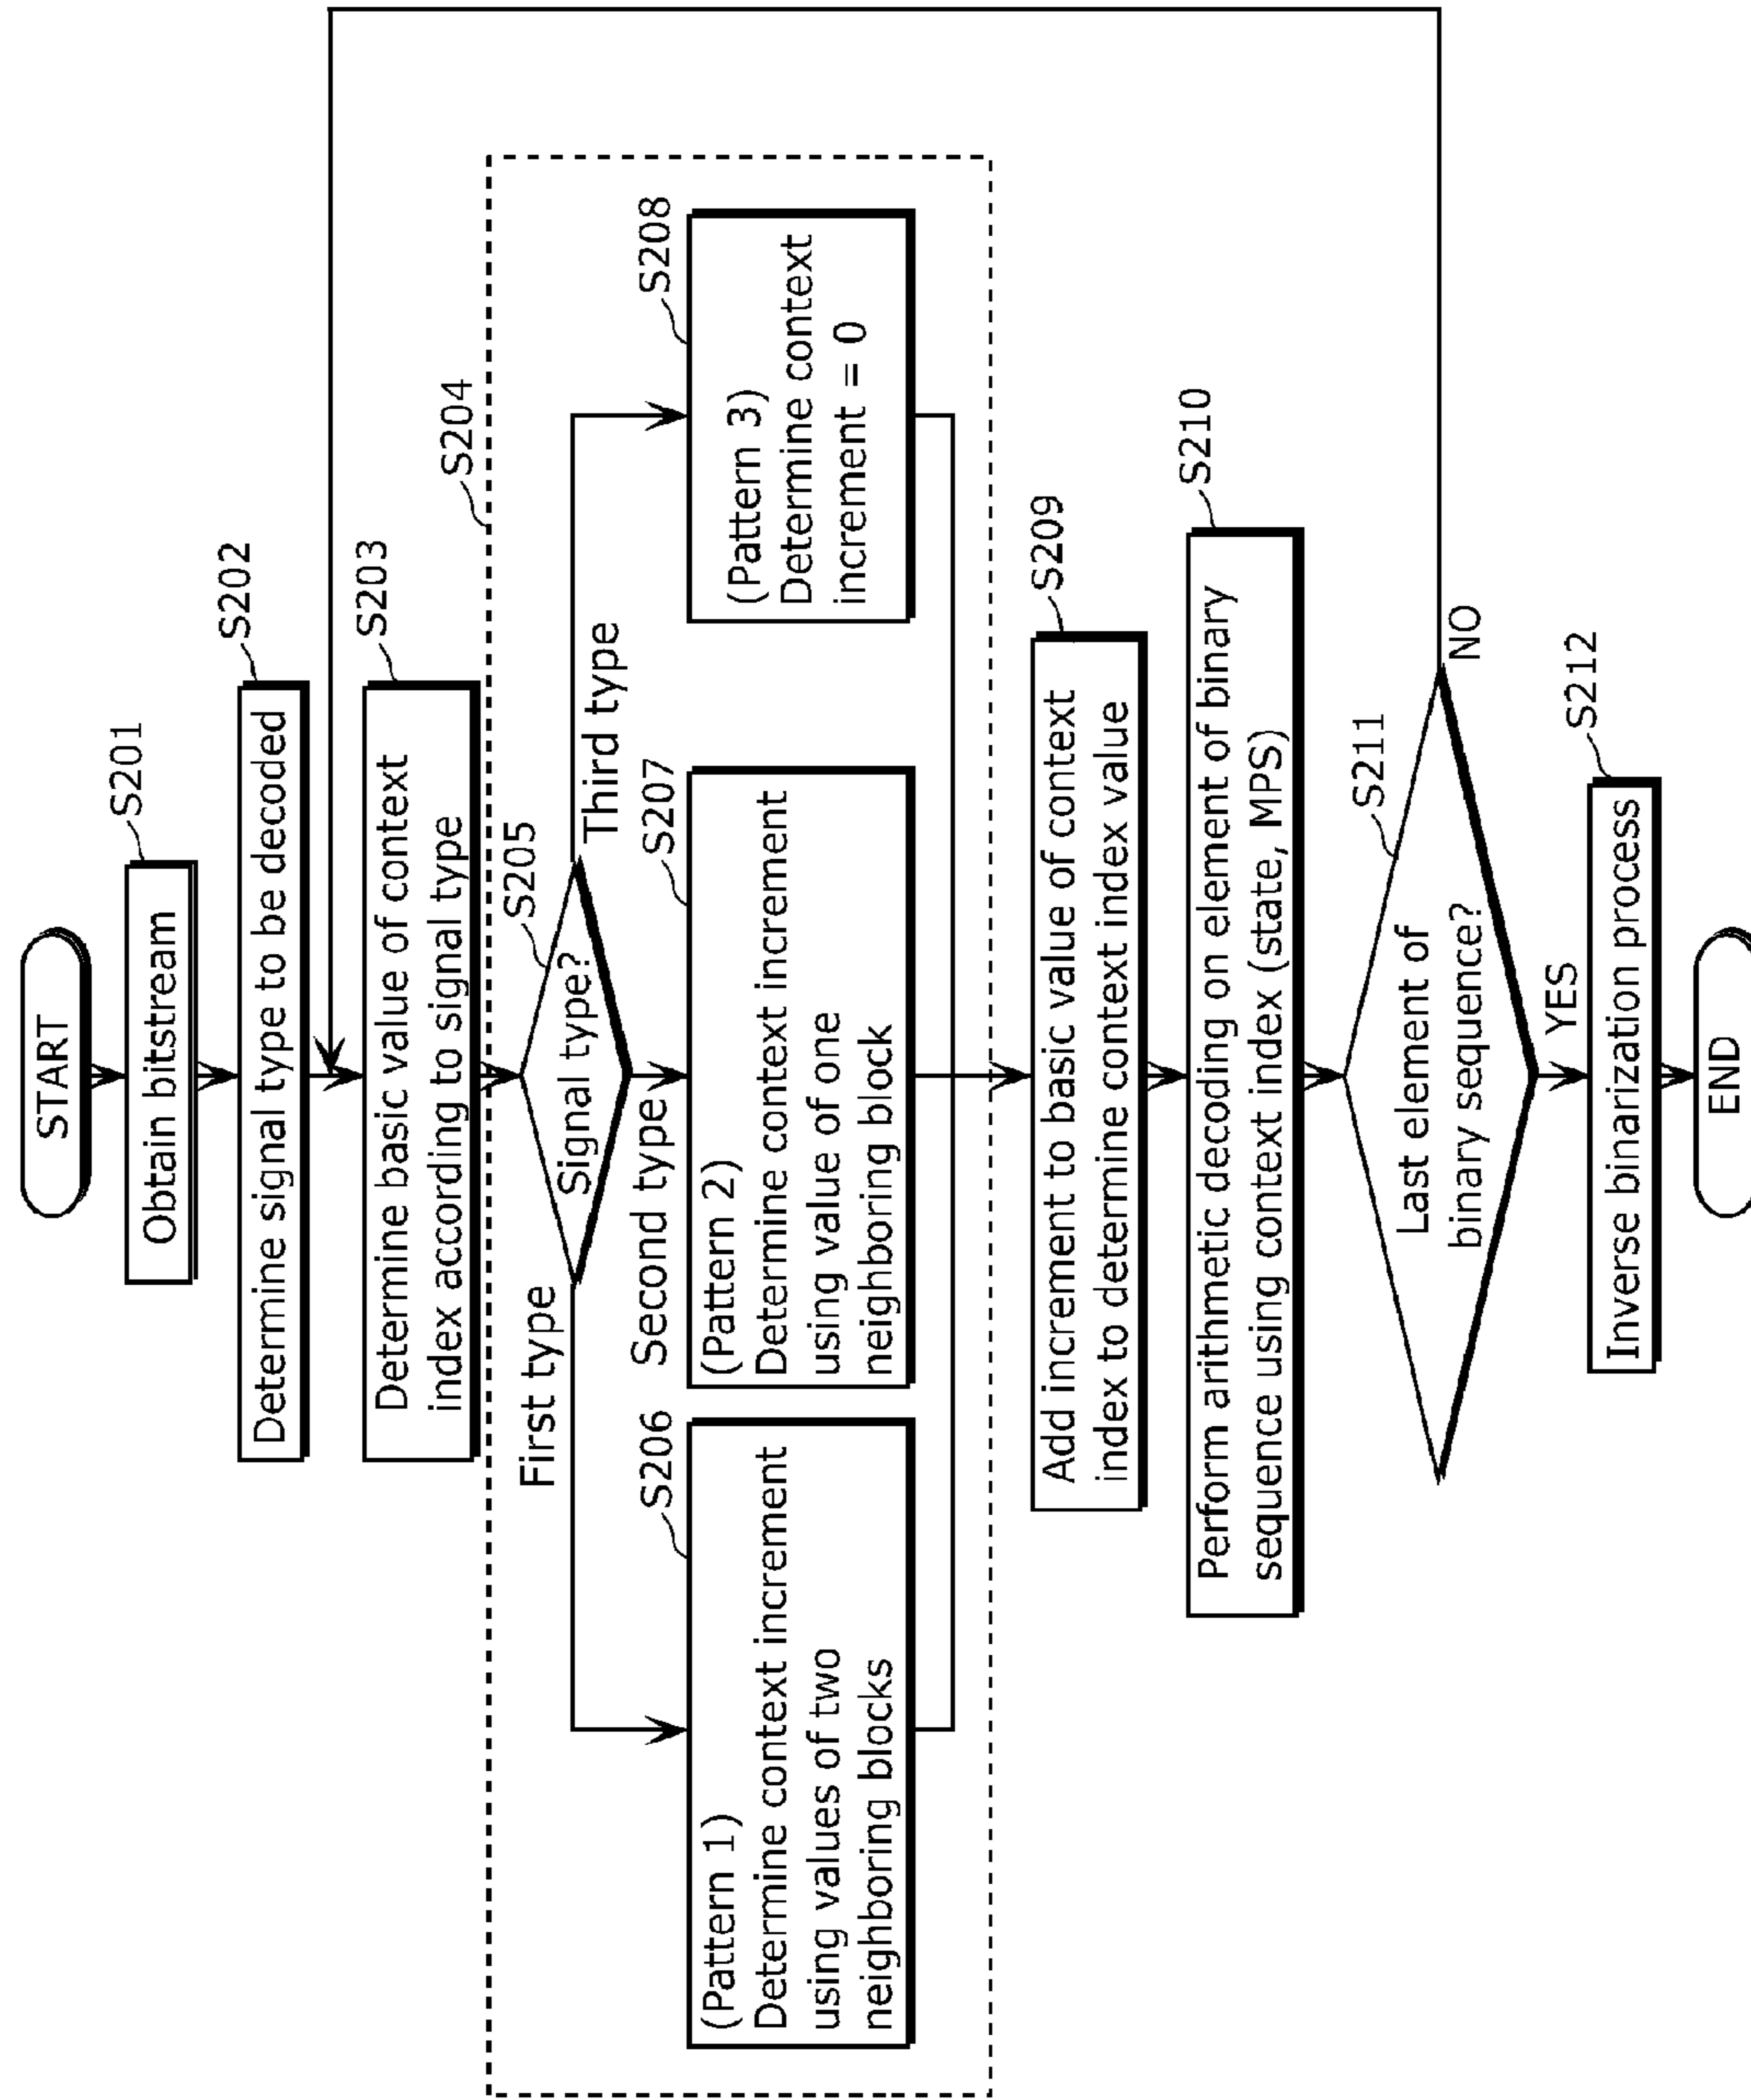 START
S201
Obtain bitstream
S202
Determine signal type to be decoded
S203
Determine basic value of context
index according to signal type
S204
S205
Signal type?
First type
Second type
Third type
S206
(Pattern 1)
Determine context increment
using values of two
neighboring blocks
S207
(Pattern 2)
Determine context increment
using value of one
neighboring block
S208
(Pattern 3)
Determine context
increment = 0
S209
Add increment to basic value of context
index to determine context index value
S210
Perform arithmetic decoding on element of binary
sequence using context index (state, MPS)
S211
Last element of
binary sequence?
NO
YES
S212
Inverse binarization process
END